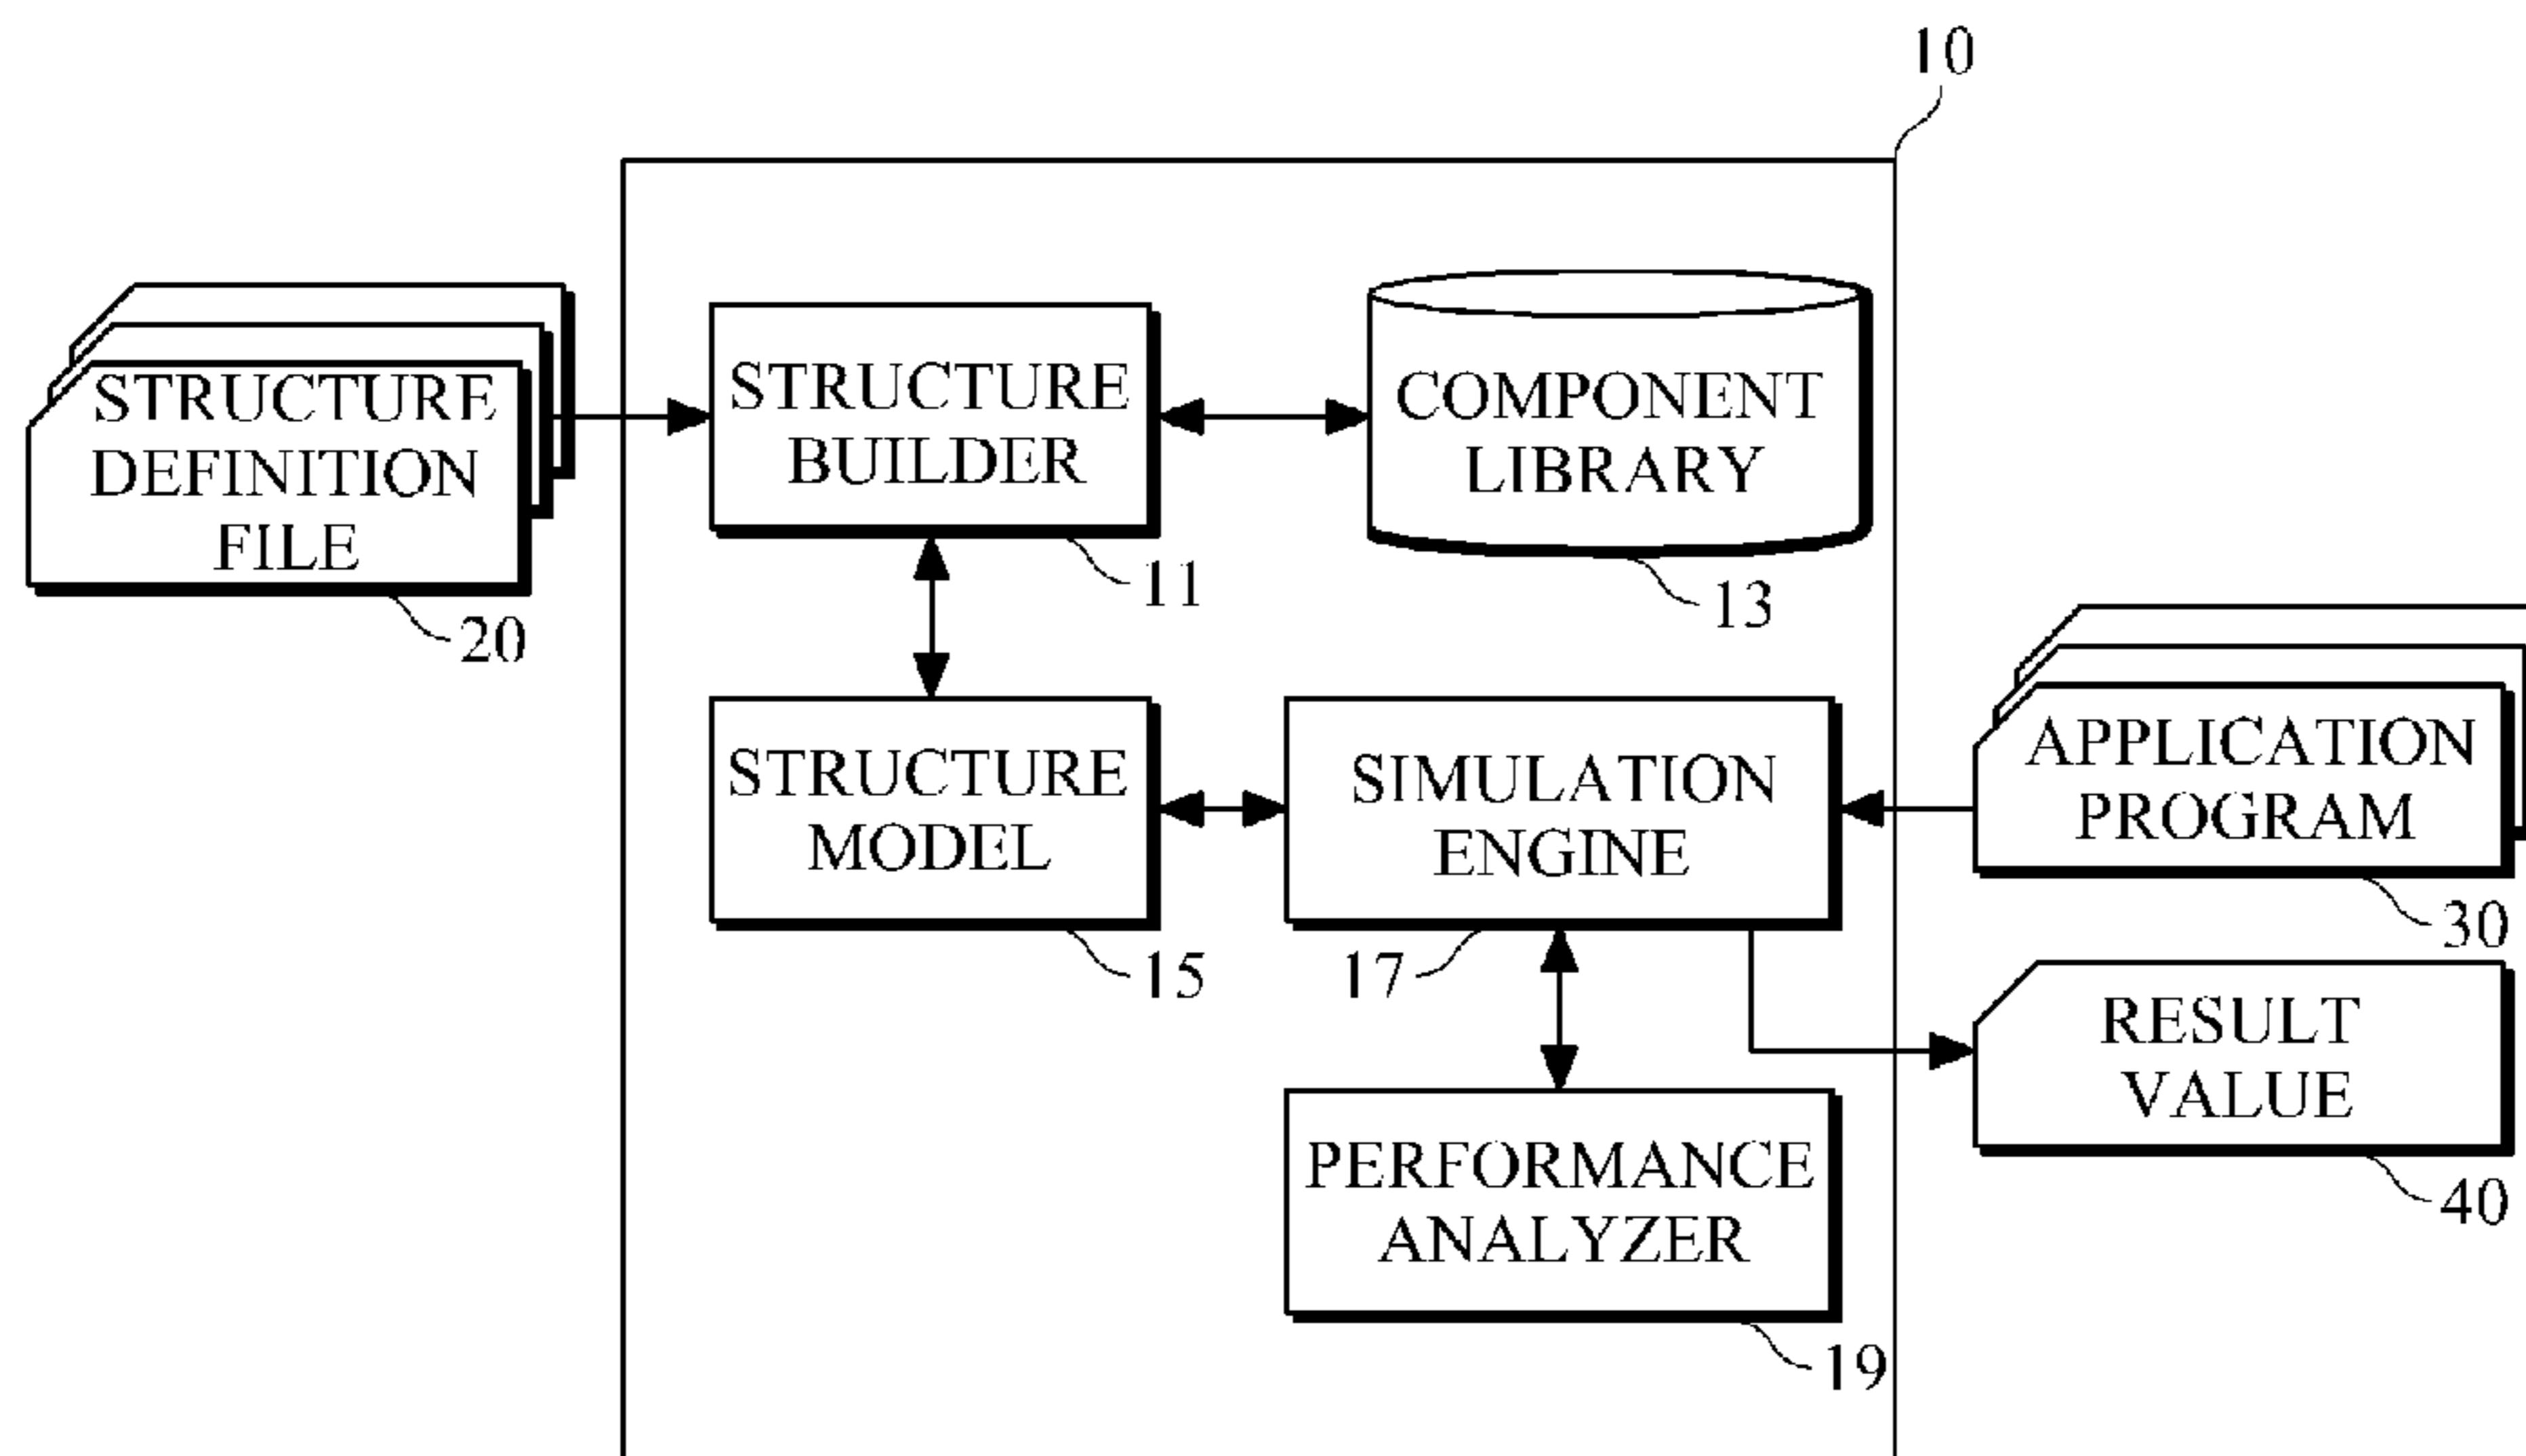 10
STRUCTURE
DEFINITION
FILE
20
STRUCTURE
BUILDER
11
COMPONENT
LIBRARY
13
STRUCTURE
MODEL
15
SIMULATION
ENGINE
17
APPLICATION
PROGRAM
30
RESULT
VALUE
40
PERFORMANCE
ANALYZER
19